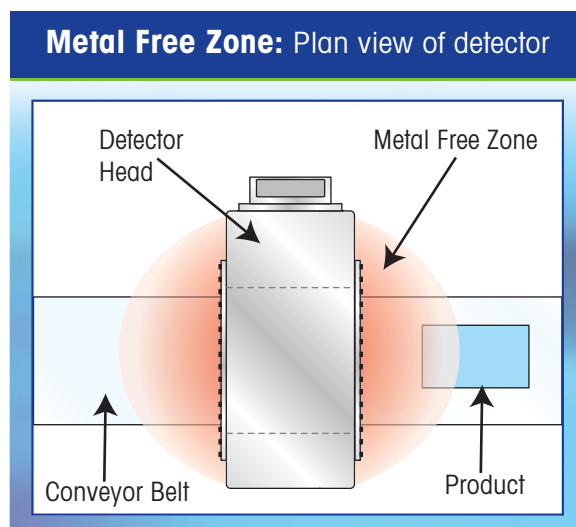 Metal Free Zone: Plan view of detector
Detector
Head
Metal Free Zone
Conveyor Belt
Product